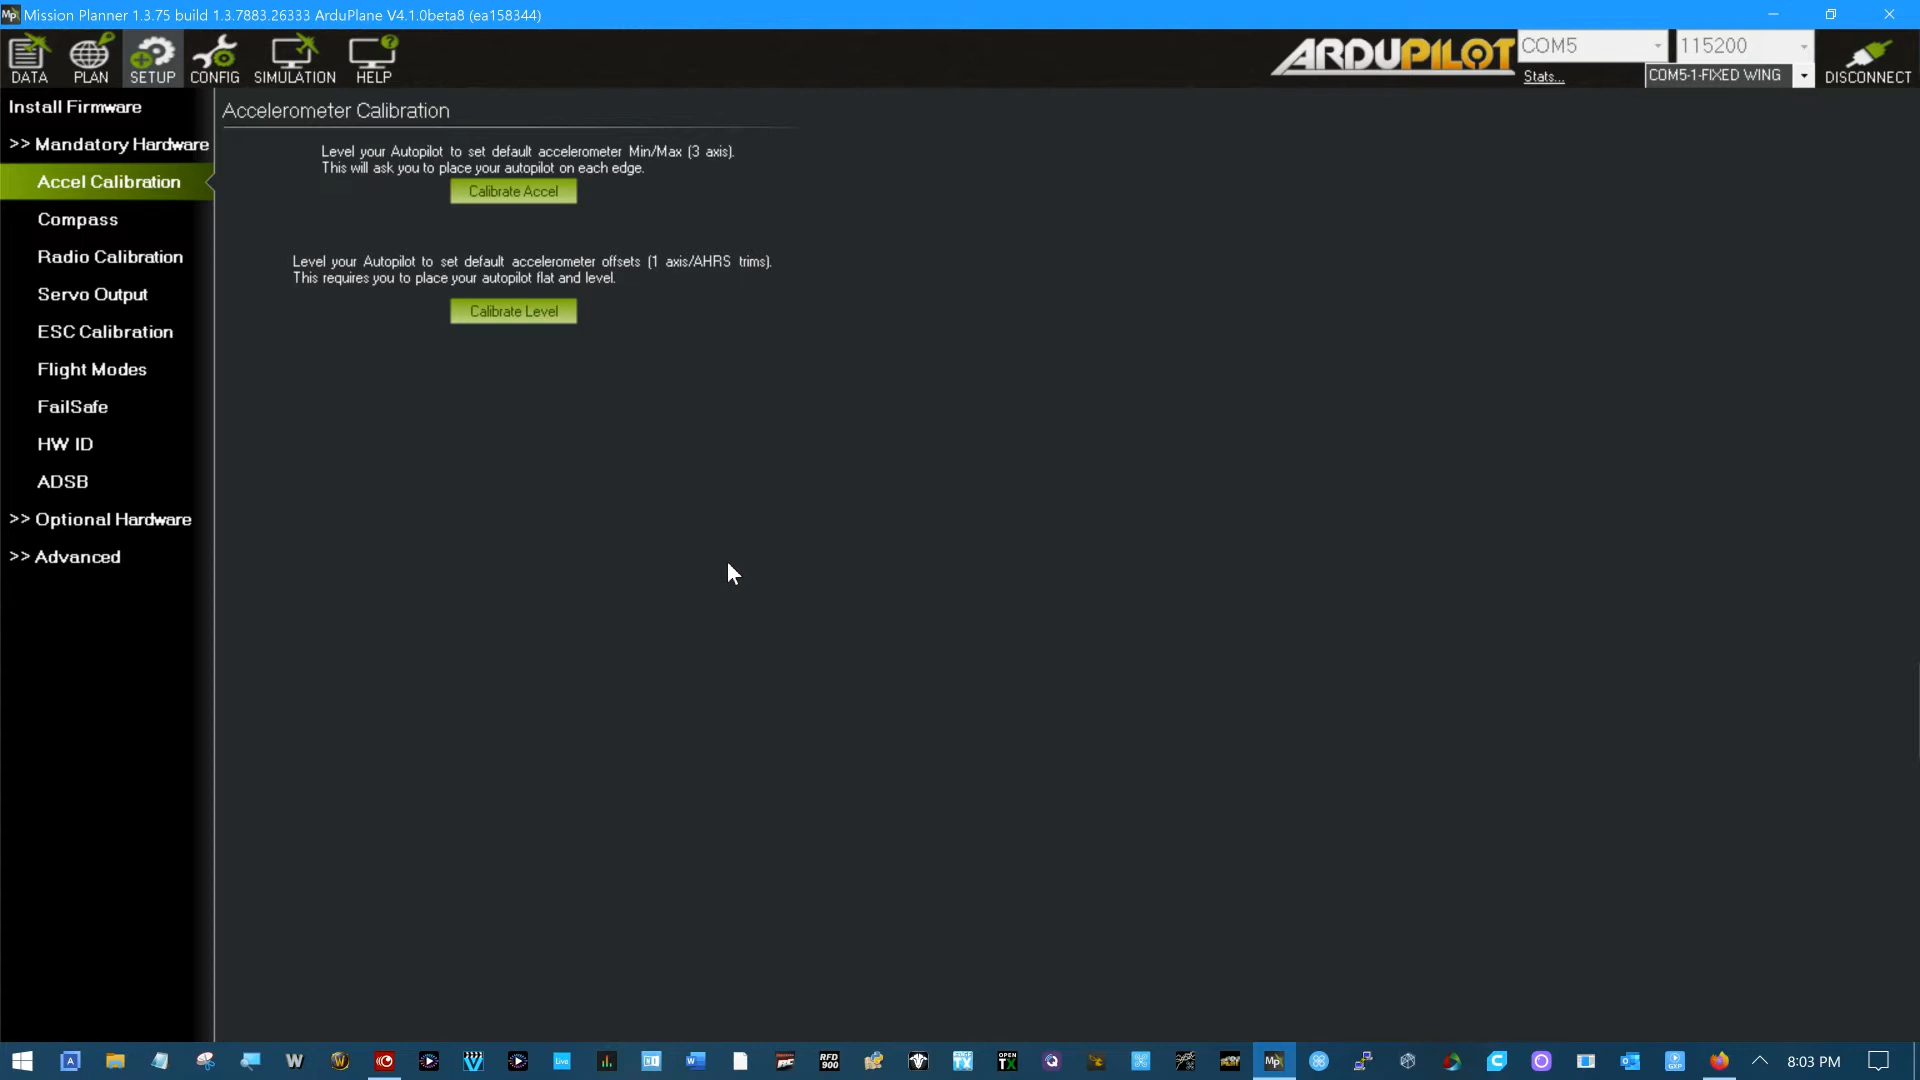 Mission Planner 1.3.75 build 1.3.7883.26333 ArduPlane V4.1.0beta8 (ea158344)
DATA
PLAN
SETUP
CONFIG
SIMULATION
HELP
ARDUPILOT
COM5
115200
Stats...
COM5-1-FIXED WING
DISCONNECT
Install Firmware
>> Mandatory Hardware
Accel Calibration
Compass
Radio Calibration
Servo Output
ESC Calibration
Flight Modes
FailSafe
HW ID
ADSB
>> Optional Hardware
>> Advanced
Accelerometer Calibration
Level your Autopilot to set default accelerometer Min/Max (3 axis).
This will ask you to place your autopilot on each edge.
Calibrate Accel
Level your Autopilot to set default accelerometer offsets (1 axis/AHRS trims).
This requires you to place your autopilot flat and level.
Calibrate Level
RFD
900
OPEN
TX
8:03 PM